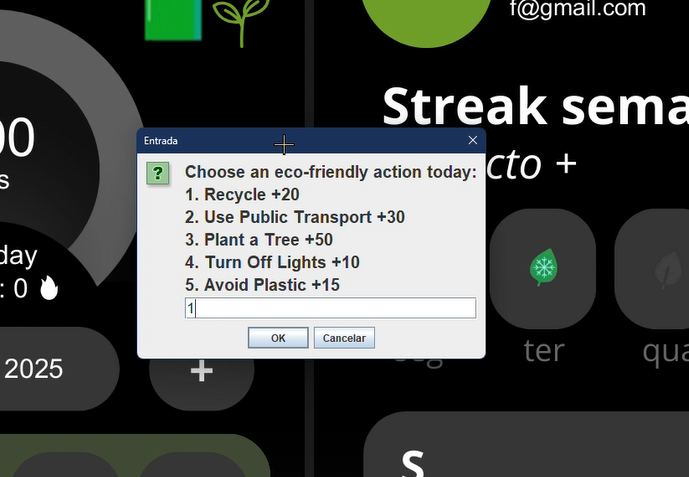 f@gmail.com
Streak sema
cto +
00
s
day
: 0
2025
+
Entrada
Choose an eco-friendly action today:
1. Recycle +20
2. Use Public Transport +30
3. Plant a Tree +50
4. Turn Off Lights +10
5. Avoid Plastic +15
1
OK
Cancelar
seg
ter
qua
S